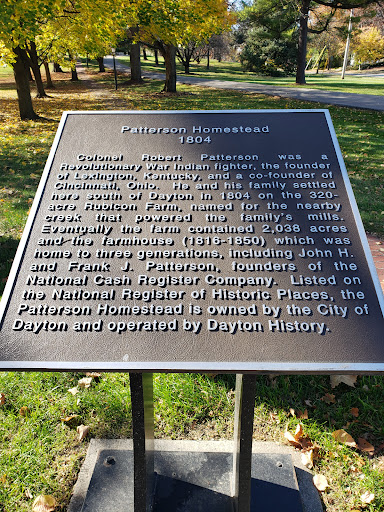 Patterson Homestead
1804
Colonel Robert Patterson was a
Revolutionary War Indian fighter, the founder
of Lexington, Kentucky, and a co-founder of
Cincinnati, Ohio. He and his family settled
here south of Dayton in 1804 on the 320
acre Rubicon Farm, named for the nearby
creek that powered the family's mills.
Eventually the farm contained 2,038 acres
and the farmhouse (1816-1850) which was
home to three generations, including John H.
and Frank J. Patterson, founders of the
National Cash Register Company. Listed on
the National Register of Historic Places, the
Patterson Homestead is owned by the City of
Dayton and operated by Dayton History.